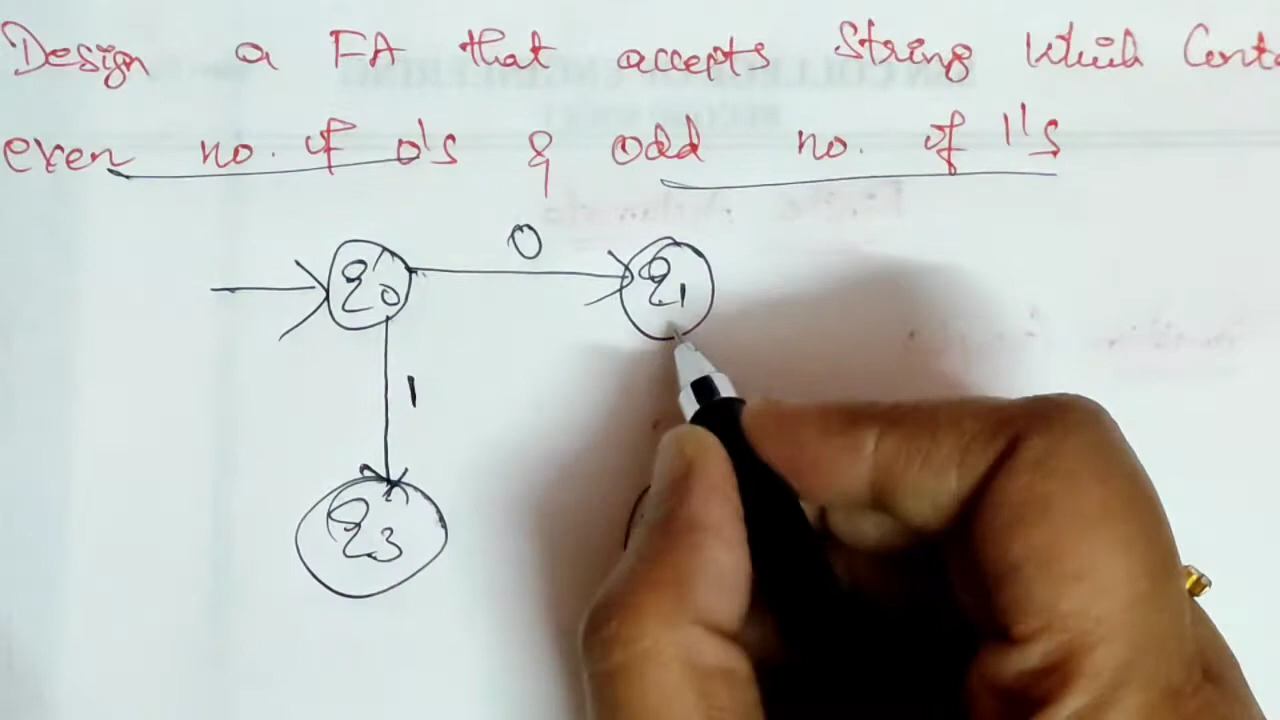 Design a FA that accepts string which Conta
even no. of 0's & odd no. of 1's
0
q0 q1
1
q3